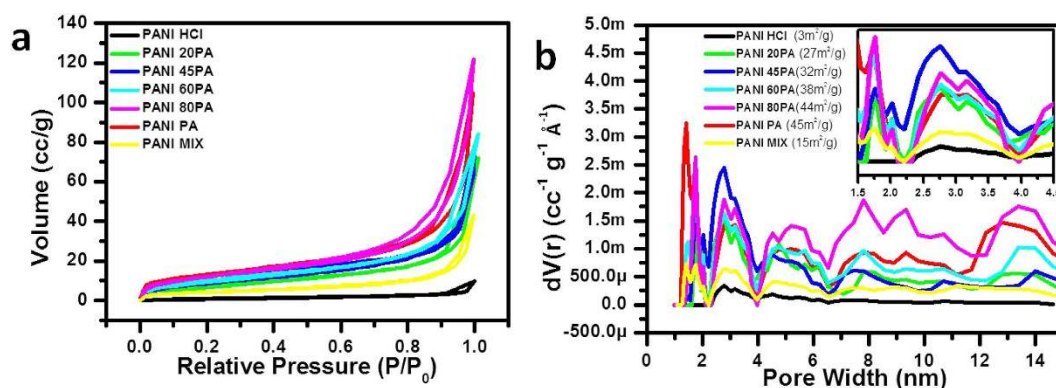 a
140
120
100
80
60
40
20
0
Volume (cc/g)
PANI HCl
PANI 20PA
PANI 45PA
PANI 60PA
PANI 80PA
PANI PA
PANI MIX
0.0 0.2 0.4 0.6 0.8 1.0
Relative Pressure (P/P₀)
b
5.0m
4.5m
4.0m
3.5m
3.0m
2.5m
2.0m
1.5m
1.0m
500.0µ
0.0
-500.0µ
dV(r) (cc⁻¹ g⁻¹ Å⁻¹)
PANI HCl (3m²/g)
PANI 20PA (27m²/g)
PANI 45PA(32m²/g)
PANI 60PA(38m²/g)
PANI 80PA(44m²/g)
PANI PA (45m²/g)
PANI MIX (15m²/g)
1.5 2.0 2.5 3.0 3.5 4.0 4.5
0 2 4 6 8 10 12 14
Pore Width (nm)